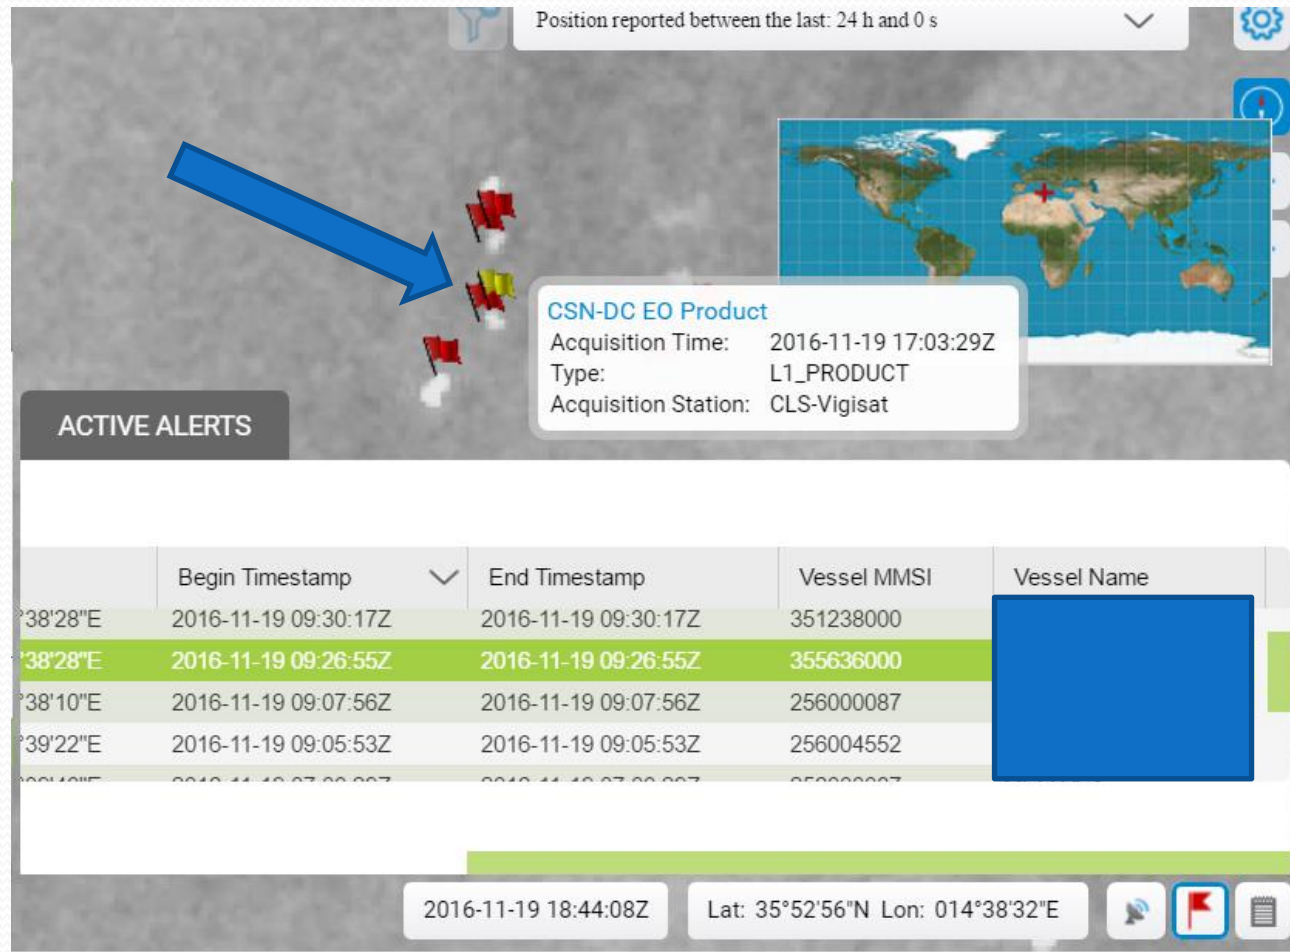 Position reported between the last: 24 h and 0 s
CSN-DC EO Product
Acquisition Time: 2016-11-19 17:03:29Z
Type: L1_PRODUCT
Acquisition Station: CLS-Vigisat
ACTIVE ALERTS
Begin Timestamp End Timestamp Vessel MMSI Vessel Name
°38'28"E 2016-11-19 09:30:17Z 2016-11-19 09:30:17Z 351238000
°38'28"E 2016-11-19 09:26:55Z 2016-11-19 09:26:55Z 355636000
°38'10"E 2016-11-19 09:07:56Z 2016-11-19 09:07:56Z 256000087
°39'22"E 2016-11-19 09:05:53Z 2016-11-19 09:05:53Z 256004552
2016-11-19 18:44:08Z Lat: 35°52'56"N Lon: 014°38'32"E